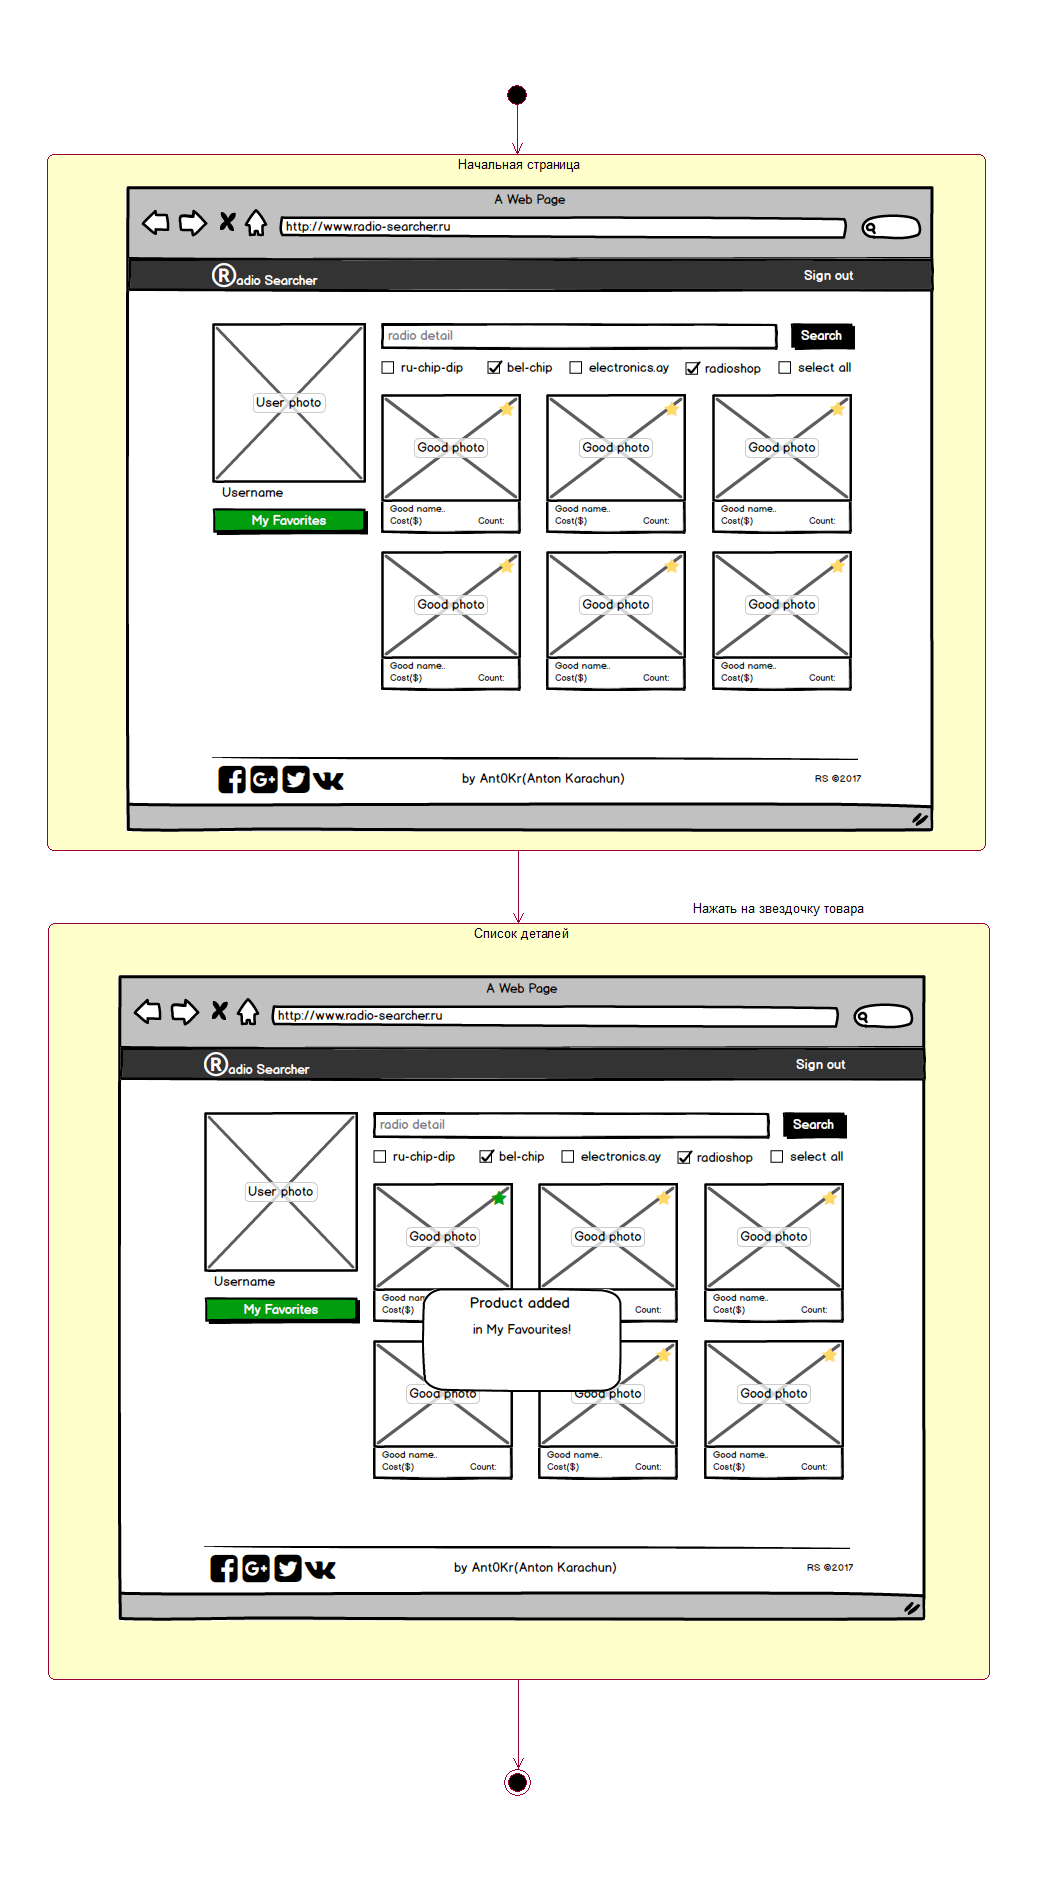 Начальная страница
A Web Page
http://www.radio-searcher.ru
®adio Searcher
Sign out
radio detail
Search
ru-chip-dip
bel-chip
electronics.ay
radioshop
select all
User photo
Username
My Favorites
Good photo
Good photo
Good photo
Good name..
Good name..
Good name..
Cost($) Count:
Cost($) Count:
Cost($) Count:
Good photo
Good photo
Good photo
Good name..
Good name..
Good name..
Cost($) Count:
Cost($) Count:
Cost($) Count:
by Ant0Kr(Anton Karachun)
RS ©2017
Нажать на звездочку товара
Список деталей
A Web Page
http://www.radio-searcher.ru
®adio Searcher
Sign out
radio detail
Search
ru-chip-dip
bel-chip
electronics.ay
radioshop
select all
User photo
Username
My Favorites
Good photo
Good photo
Good photo
Good nam
Good name..
Cost($)
Count:
Cost($) Count:
Product added
in My Favourites!
Good photo
Good photo
Good photo
Good name..
Good name..
Good name..
Cost($) Count:
Cost($) Count:
Cost($) Count:
by Ant0Kr(Anton Karachun)
RS ©2017